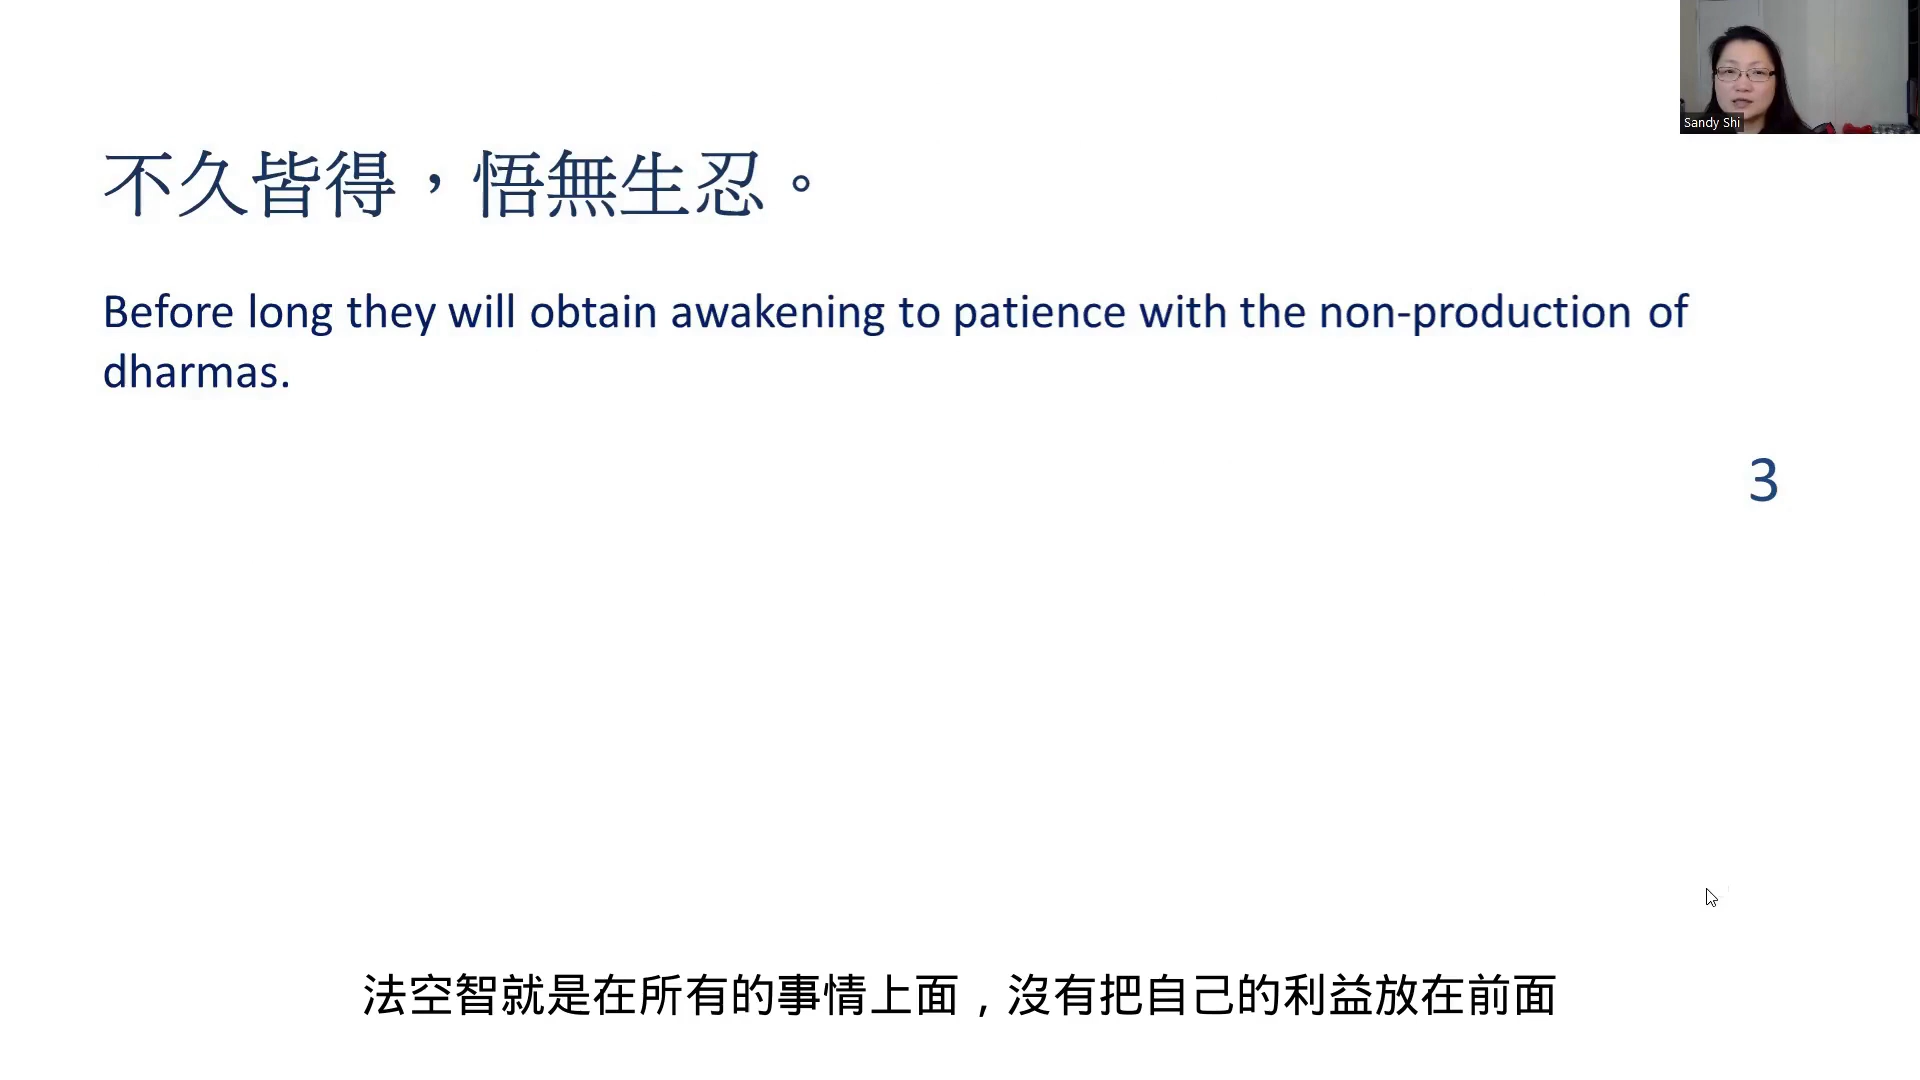 Sandy Shi
不久皆得，悟無生忍。
Before long they will obtain awakening to patience with the non-production of
dharmas.
3
法空智就是在所有的事情上面，沒有把自己的利益放在前面